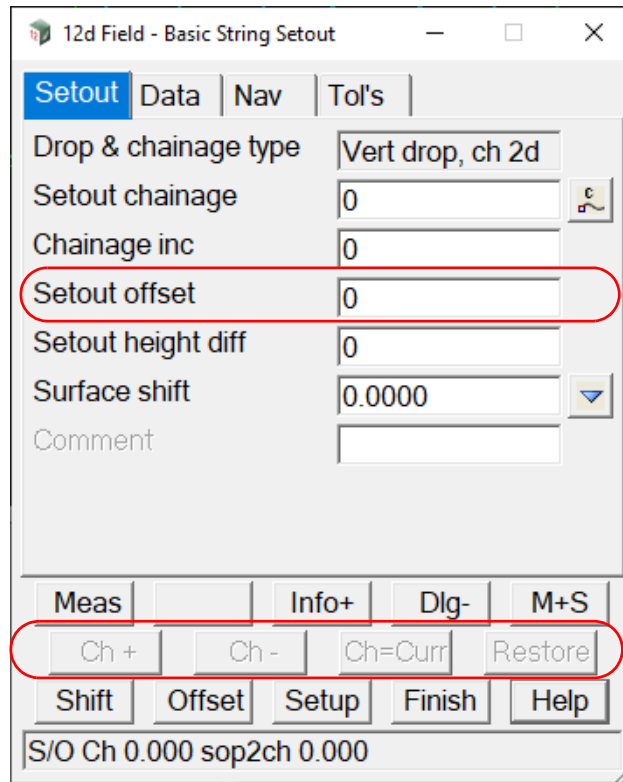 12d Field - Basic String Setout
Setout Data Nav Tol's
Drop & chainage type Vert drop, ch 2d
Setout chainage 0
Chainage inc 0
Setout offset 0
Setout height diff 0
Surface shift 0.0000
Comment
Meas Info+ Dlg- M+S
Ch + Ch - Ch=Curr Restore
Shift Offset Setup Finish Help
S/O Ch 0.000 sop2ch 0.000